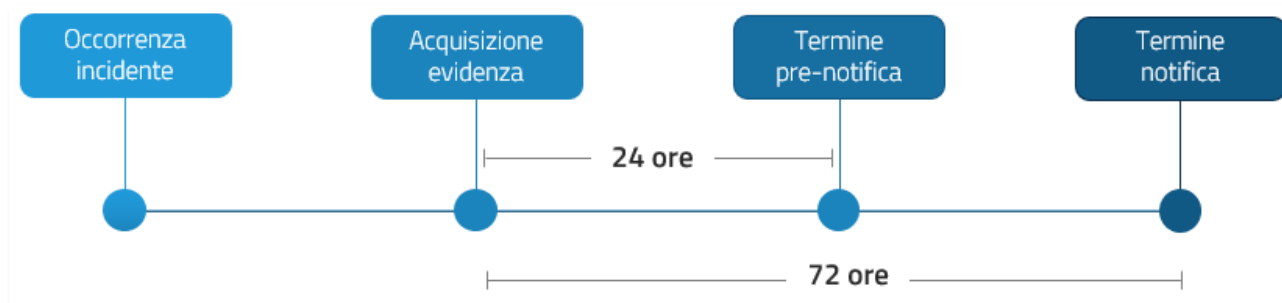 Occorrenza
incidente
Acquisizione
evidenza
Termine
pre-notifica
Termine
notifica
24 ore
72 ore